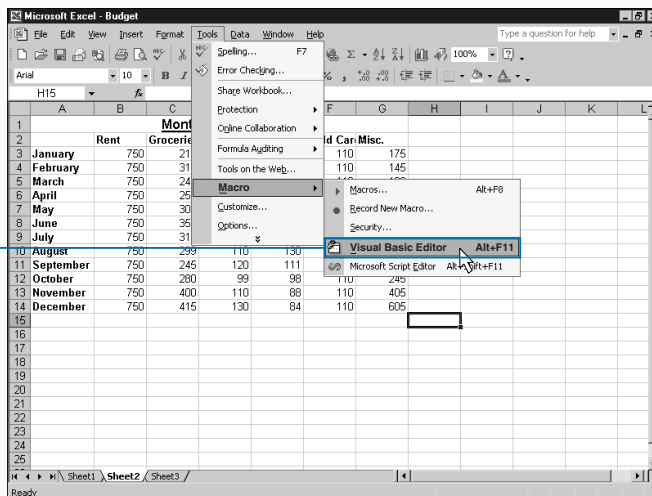 Microsoft Excel - Budget
File Edit View Insert Format Tools Data Window Help Type a question for help
100%
Arial 10 B I % ,
H15 fx
Spelling... F7
Error Checking...
Share Workbook...
Protection
Online Collaboration
Formula Auditing
Tools on the Web...
Macro
Customize...
Options...
Macros... Alt+F8
Record New Macro...
Security...
Visual Basic Editor Alt+F11
Microsoft Script Editor Alt+Shift+F11
A B C F G H I J K L
1 Mont
2 Rent Grocerie ld Car Misc.
3 January 750 21 110 175
4 February 750 31 110 145
5 March 750 24
6 April 750 25
7 May 750 30
8 June 750 35
9 July 750 31
10 August 750 299 110 130
11 September 750 245 120 111
12 October 750 280 99 98 110 245
13 November 750 400 110 88 110 405
14 December 750 415 130 84 110 605
15
16
17
18
19
20
21
22
23
24
25
Sheet1 Sheet2 Sheet3
Ready